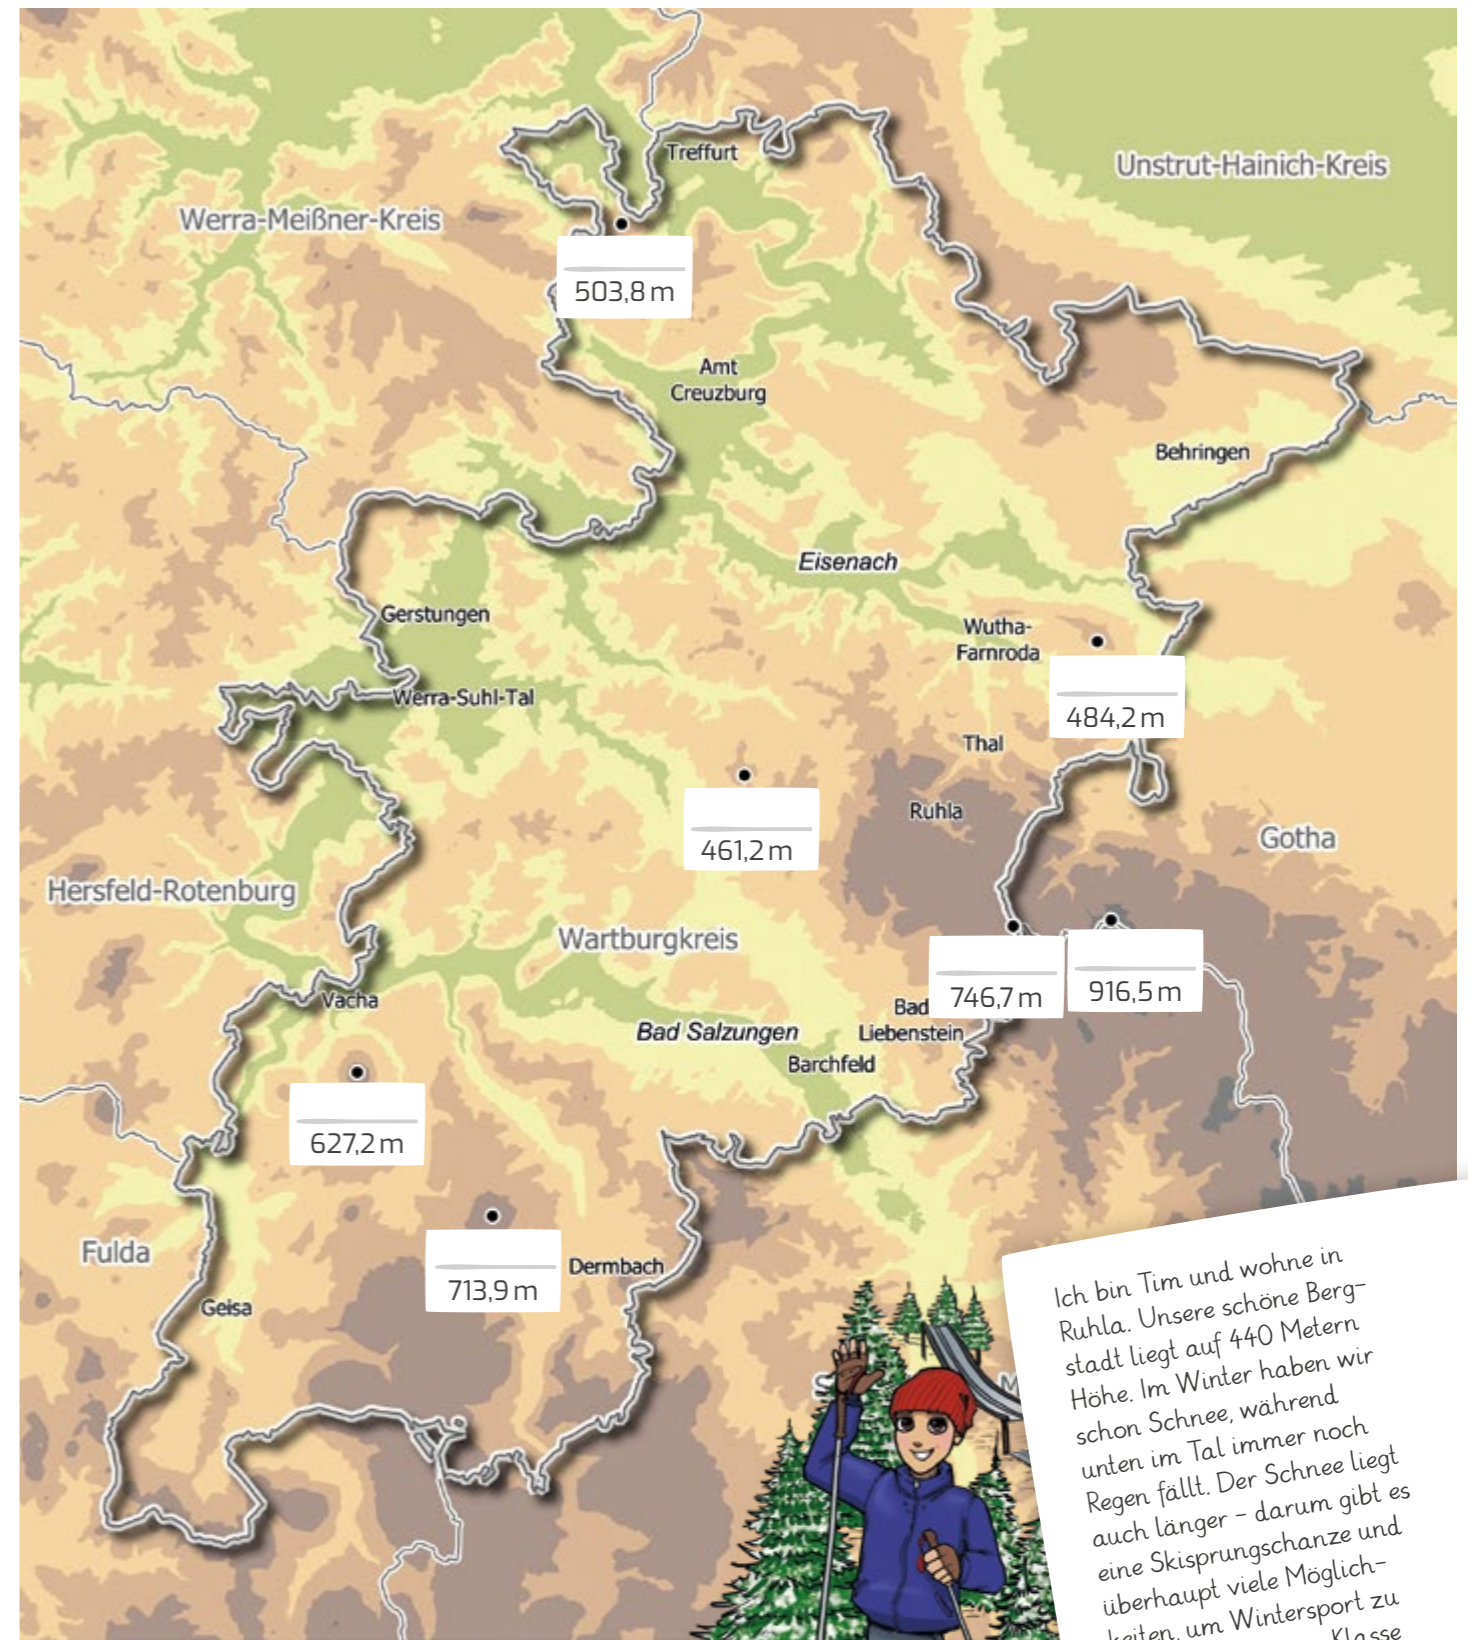 Treffurt
Unstrut-Hainich-Kreis
Werra-Meißner-Kreis
503,8 m
Amt
Creuzburg
Behringen
Eisenach
Gerstungen
Wutha-
Farnroda
484,2 m
Werra-Suhl-Tal
Thal
Ruhla
461,2 m
Gotha
Hersfeld-Rotenburg
Wartburgkreis
746,7 m
916,5 m
Vacha
Bad Salzungen
Bad
Liebenstein
Barchfeld
627,2 m
Fulda
713,9 m
Dermbach
Geisa
Ich bin Tim und wohne in
Ruhla. Unsere schöne Berg-
stadt liegt auf 440 Metern
Höhe. Im Winter haben wir
schon Schnee, während
unten im Tal immer noch
Regen fällt. Der Schnee liegt
auch länger – darum gibt es
eine Skisprungschanze und
überhaupt viele Möglich-
keiten, um Wintersport zu
Klasse